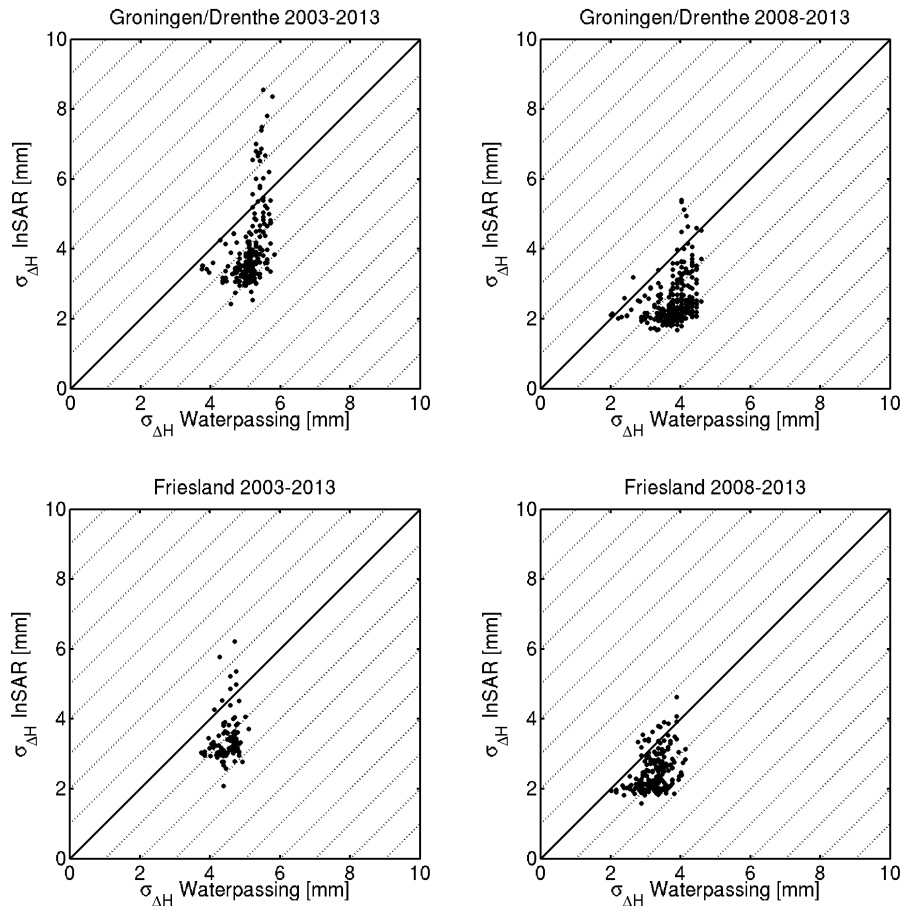 Groningen/Drenthe 2003-2013
10
8
6
4
2
0
0 2 4 6 8 10
σΔH InSAR [mm]
σΔH Waterpassing [mm]
Groningen/Drenthe 2008-2013
10
8
6
4
2
0
0 2 4 6 8 10
σΔH InSAR [mm]
σΔH Waterpassing [mm]
Friesland 2003-2013
10
8
6
4
2
0
0 2 4 6 8 10
σΔH InSAR [mm]
σΔH Waterpassing [mm]
Friesland 2008-2013
10
8
6
4
2
0
0 2 4 6 8 10
σΔH InSAR [mm]
σΔH Waterpassing [mm]